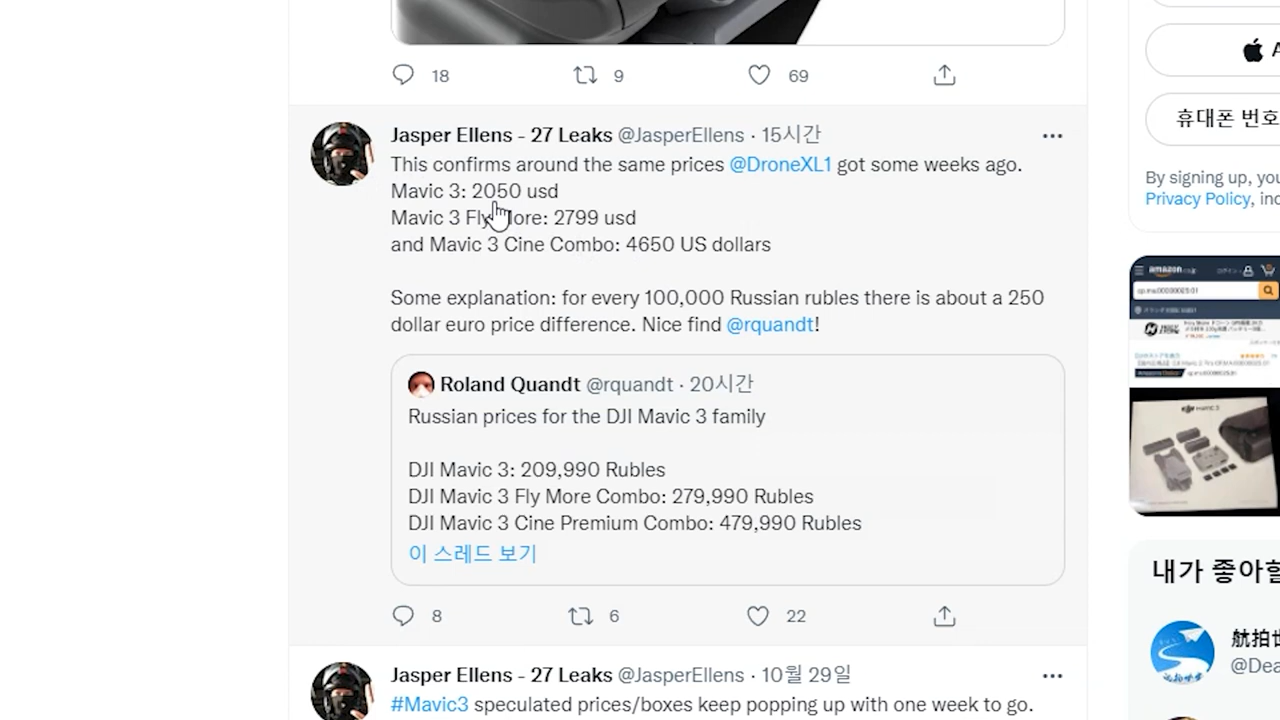 18
9
69
Jasper Ellens - 27 Leaks @JasperEllens · 15시간
This confirms around the same prices @DroneXL1 got some weeks ago.
Mavic 3: 2050 usd
Mavic 3 Fly More: 2799 usd
and Mavic 3 Cine Combo: 4650 US dollars
Some explanation: for every 100,000 Russian rubles there is about a 250
dollar euro price difference. Nice find @rquandt!
Roland Quandt @rquandt · 20시간
Russian prices for the DJI Mavic 3 family
DJI Mavic 3: 209,990 Rubles
DJI Mavic 3 Fly More Combo: 279,990 Rubles
DJI Mavic 3 Cine Premium Combo: 479,990 Rubles
이 스레드 보기
8
6
22
Jasper Ellens - 27 Leaks @JasperEllens · 10월 29일
#Mavic3 speculated prices/boxes keep popping up with one week to go.
A
휴대폰 번호
By signing up, you
Privacy Policy, inc
amazon
내가 좋아할
航拍世
@Dea